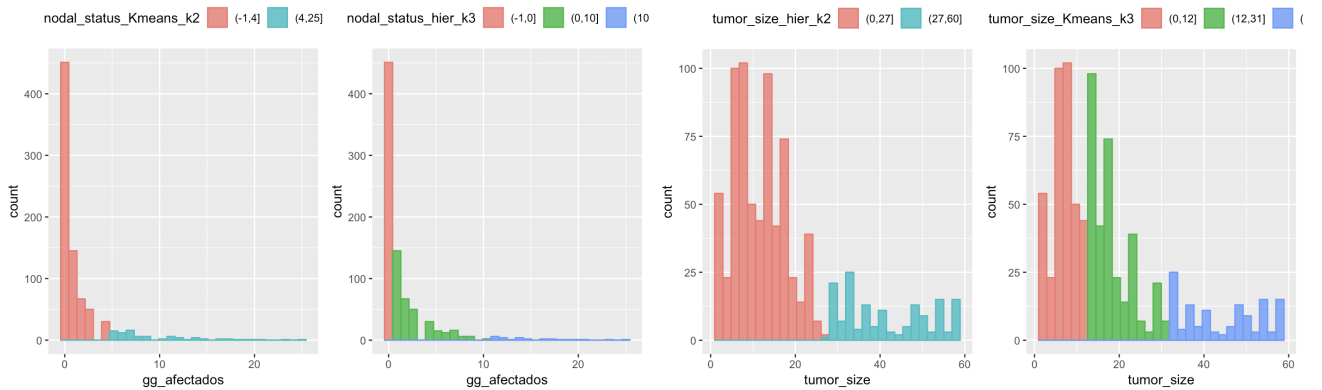 nodal_status_Kmeans_k2 (-1,4] (4,25]
400
300
200
100
0
count
0 10 20
gg_afectados
nodal_status_hier_k3 (-1,0] (0,10] (10
400
300
200
100
0
count
0 10 20
gg_afectados
tumor_size_hier_k2 (0,27] (27,60]
100
75
50
25
0
count
0 20 40 60
tumor_size
tumor_size_Kmeans_k3 (0,12] (12,31] (
100
75
50
25
0
count
0 20 40 60
tumor_size